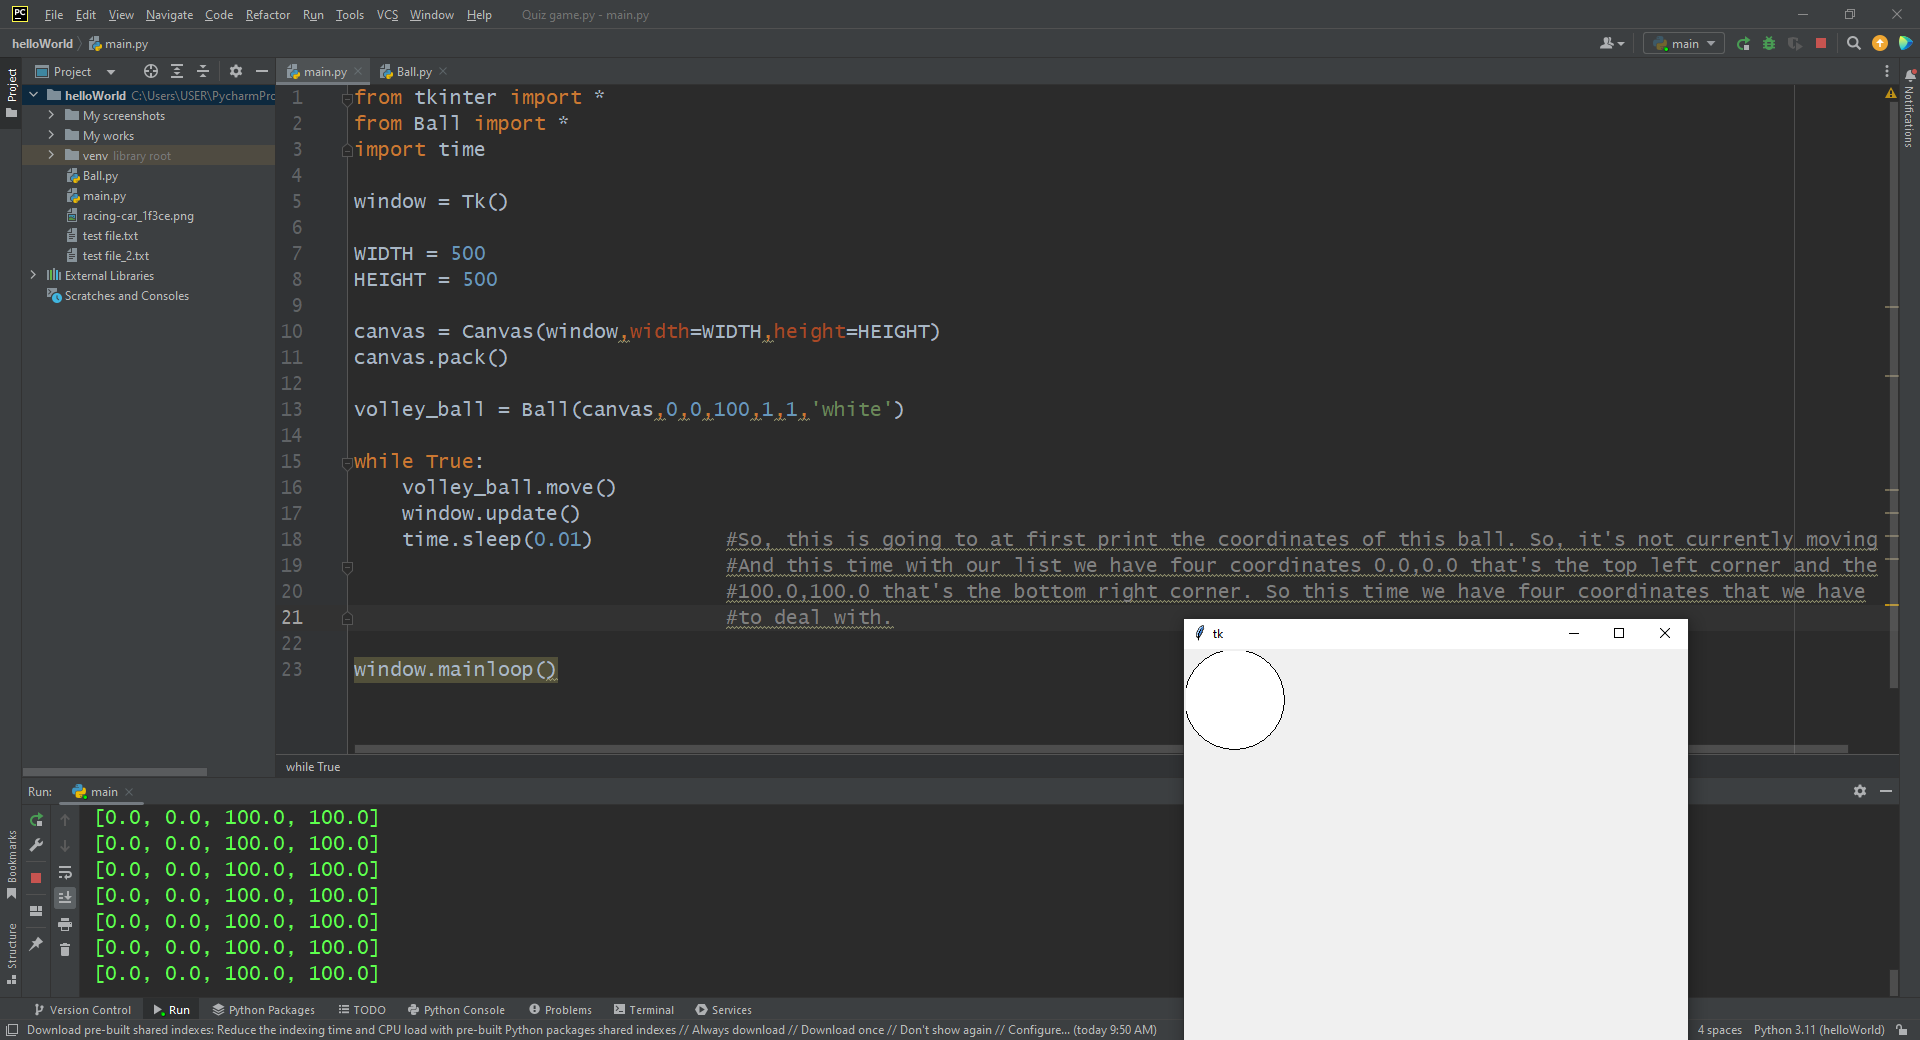 PC File Edit View Navigate Code Refactor Run Tools VCS Window Help Quiz game.py - main.py
helloWorld main.py main
Project main.py Ball.py
Project
helloWorld C:\Users\USER\PycharmPro
My screenshots
My works
venv library root
Ball.py
main.py
racing-car_1f3ce.png
test file.txt
test file_2.txt
External Libraries
Scratches and Consoles
1 from tkinter import *
2 from Ball import *
3 import time
4
5 window = Tk()
6
7 WIDTH = 500
8 HEIGHT = 500
9
10 canvas = Canvas(window,width=WIDTH,height=HEIGHT)
11 canvas.pack()
12
13 volley_ball = Ball(canvas,0,0,100,1,1,'white')
14
15 while True:
16 volley_ball.move()
17 window.update()
18 time.sleep(0.01) #So, this is going to at first print the coordinates of this ball. So, it's not currently moving
19 #And this time with our list we have four coordinates 0.0,0.0 that's the top left corner and the
20 #100.0,100.0 that's the bottom right corner. So this time we have four coordinates that we have
21 #to deal with.
22
23 window.mainloop()
Notifications
tk
while True
Run: main
[0.0, 0.0, 100.0, 100.0]
[0.0, 0.0, 100.0, 100.0]
[0.0, 0.0, 100.0, 100.0]
[0.0, 0.0, 100.0, 100.0]
[0.0, 0.0, 100.0, 100.0]
[0.0, 0.0, 100.0, 100.0]
[0.0, 0.0, 100.0, 100.0]
Bookmarks
Structure
Version Control Run Python Packages TODO Python Console Problems Terminal Services
Download pre-built shared indexes: Reduce the indexing time and CPU load with pre-built Python packages shared indexes // Always download // Download once // Don't show again // Configure... (today 9:50 AM) 4 spaces Python 3.11 (helloWorld)